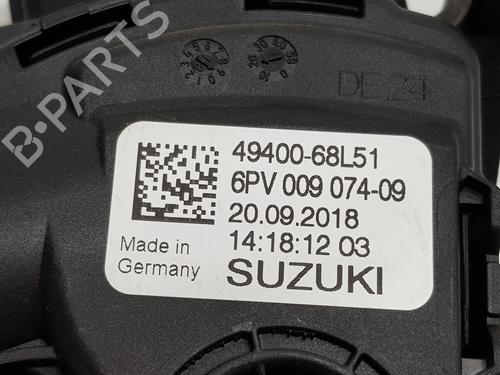 B-PARTS
DE 24
49400-68L51
6PV 009 074-09
20.09.2018
14:18:12 03
Made in
Germany
SUZUKI